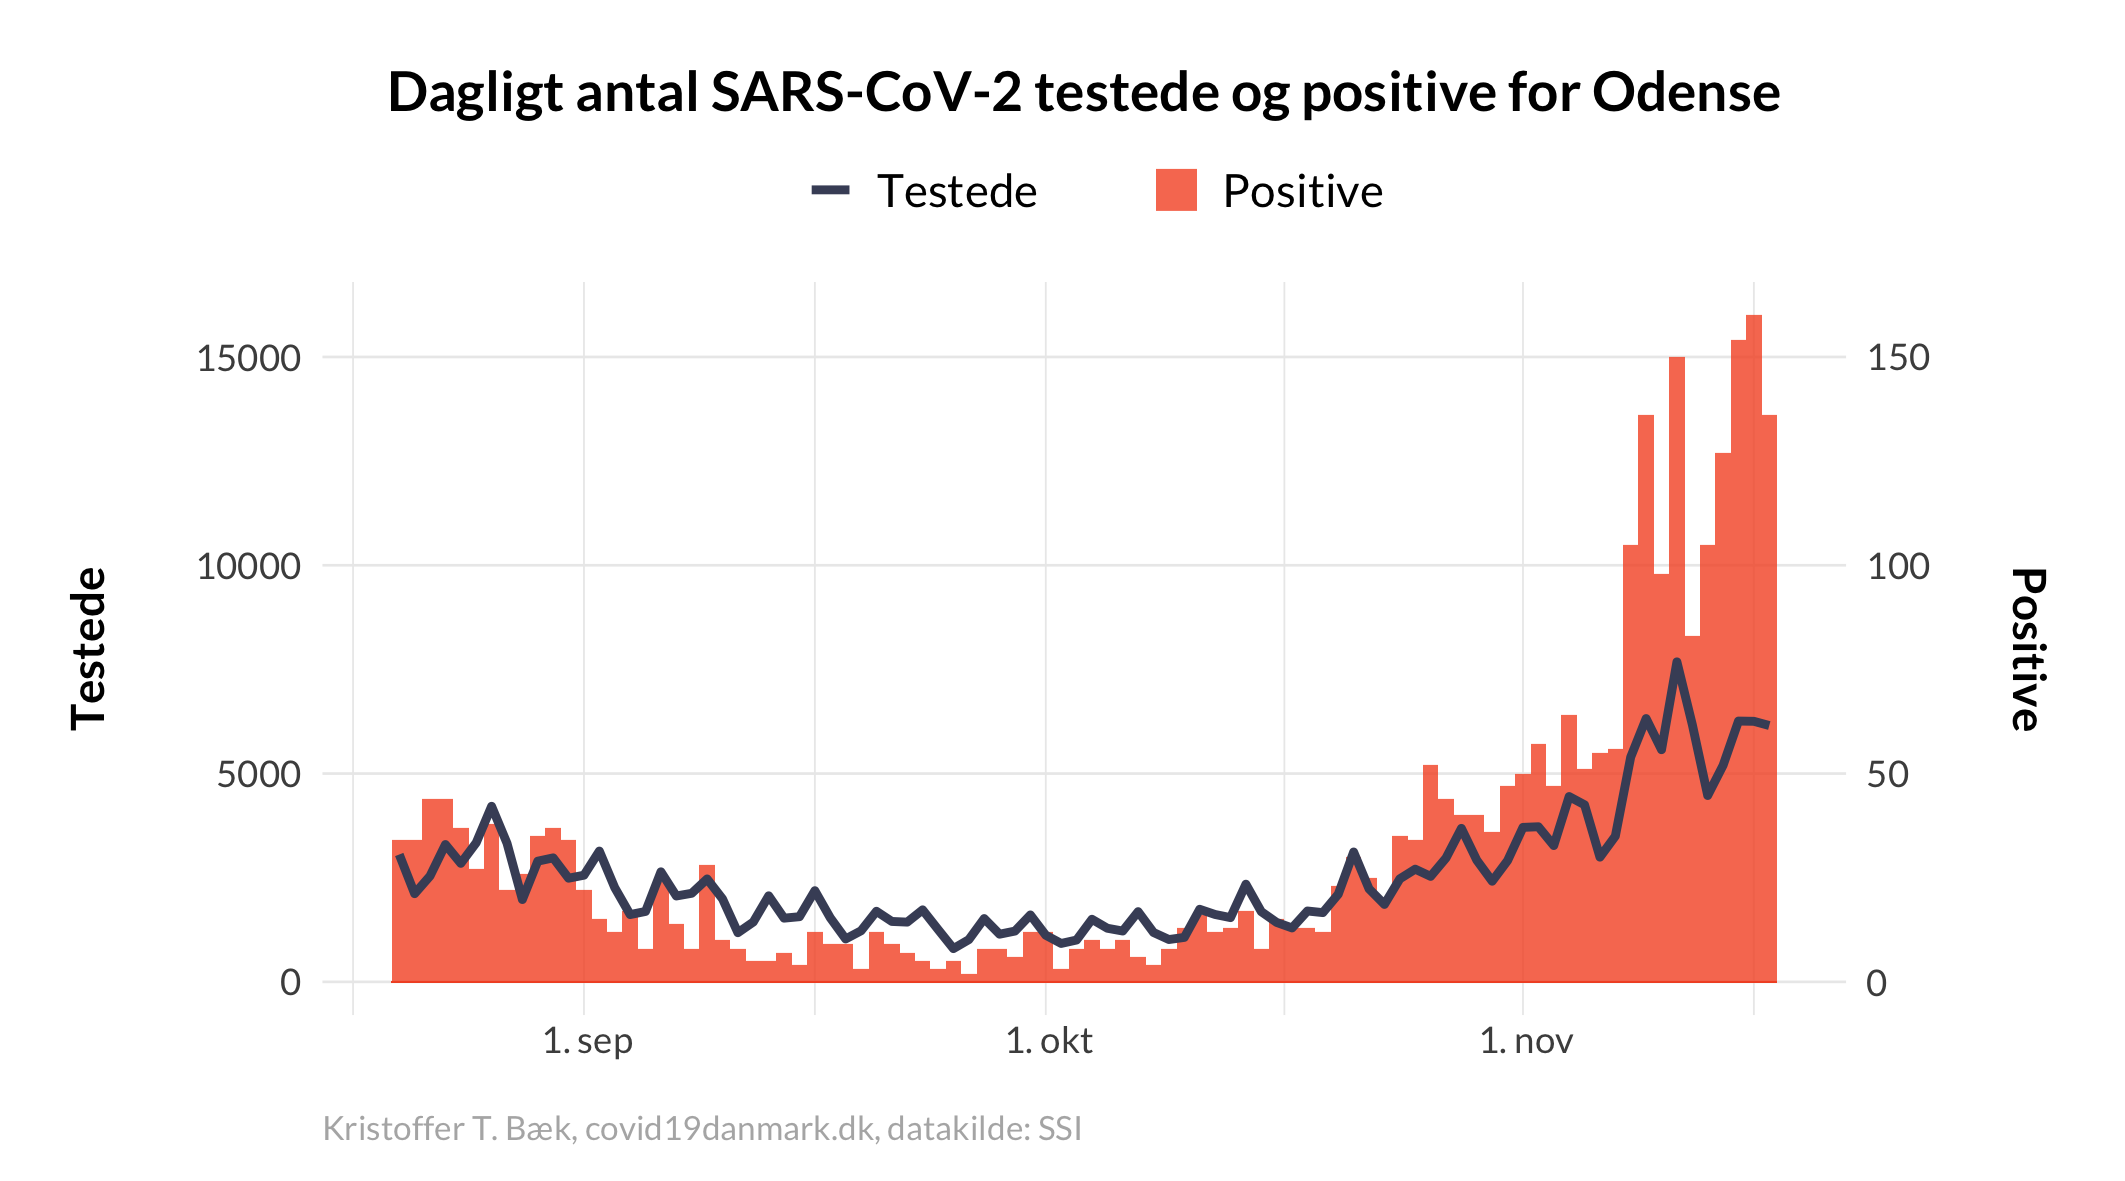 Dagligt antal SARS-CoV-2 testede og positive for Odense
Testede
Positive
15000
10000
5000
0
150
100
50
0
Testede
Positive
1. sep
1. okt
1. nov
Kristoffer T. Bæk, covid19danmark.dk, datakilde: SSI